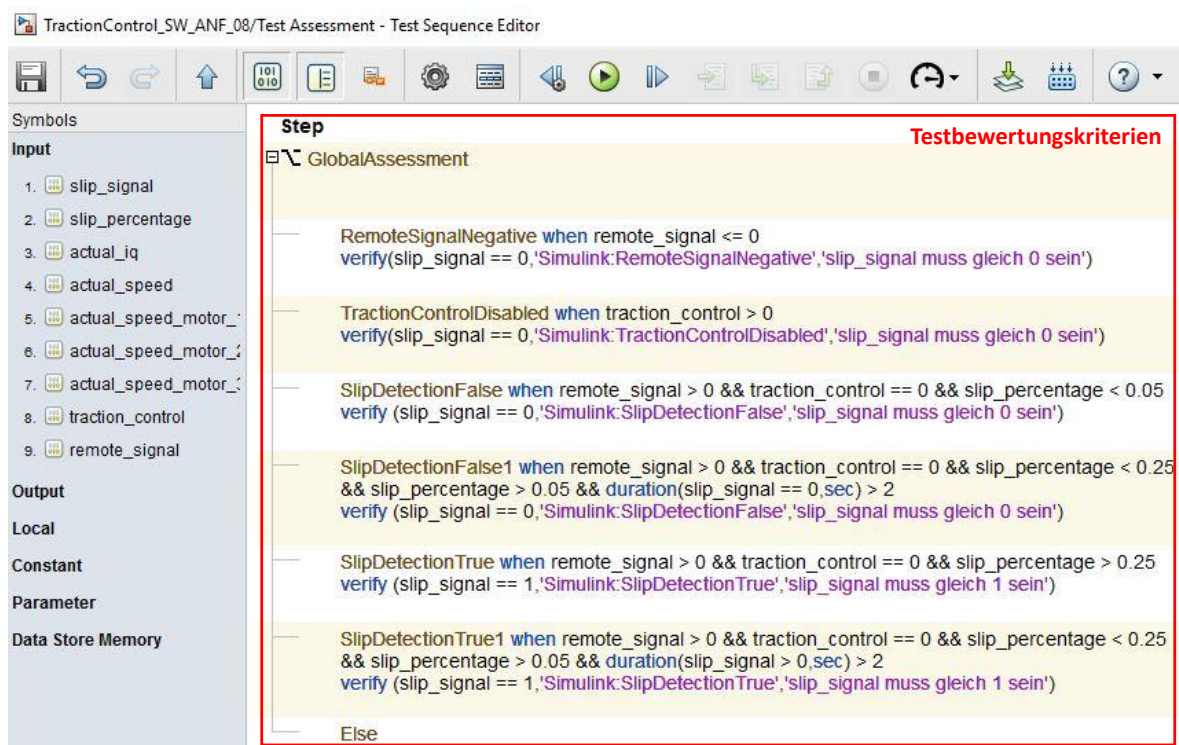 TractionControl_SW_ANF_08/Test Assessment - Test Sequence Editor
Symbols
Input
1. slip_signal
2. slip_percentage
3. actual_iq
4. actual_speed
5. actual_speed_motor_
6. actual_speed_motor_
7. actual_speed_motor_
8. traction_control
9. remote_signal
Output
Local
Constant
Parameter
Data Store Memory
Step
Testbewertungskriterien
GlobalAssessment
RemoteSignalNegative when remote_signal <= 0
verify(slip_signal == 0,'Simulink:RemoteSignalNegative','slip_signal muss gleich 0 sein')
TractionControlDisabled when traction_control > 0
verify(slip_signal == 0,'Simulink:TractionControlDisabled','slip_signal muss gleich 0 sein')
SlipDetectionFalse when remote_signal > 0 && traction_control == 0 && slip_percentage < 0.05
verify (slip_signal == 0,'Simulink:SlipDetectionFalse','slip_signal muss gleich 0 sein')
SlipDetectionFalse1 when remote_signal > 0 && traction_control == 0 && slip_percentage < 0.25
&& slip_percentage > 0.05 && duration(slip_signal == 0,sec) > 2
verify (slip_signal == 0,'Simulink:SlipDetectionFalse','slip_signal muss gleich 0 sein')
SlipDetectionTrue when remote_signal > 0 && traction_control == 0 && slip_percentage > 0.25
verify (slip_signal == 1,'Simulink:SlipDetectionTrue','slip_signal muss gleich 1 sein')
SlipDetectionTrue1 when remote_signal > 0 && traction_control == 0 && slip_percentage < 0.25
&& slip_percentage > 0.05 && duration(slip_signal > 0,sec) > 2
verify (slip_signal == 1,'Simulink:SlipDetectionTrue','slip_signal muss gleich 1 sein')
Else